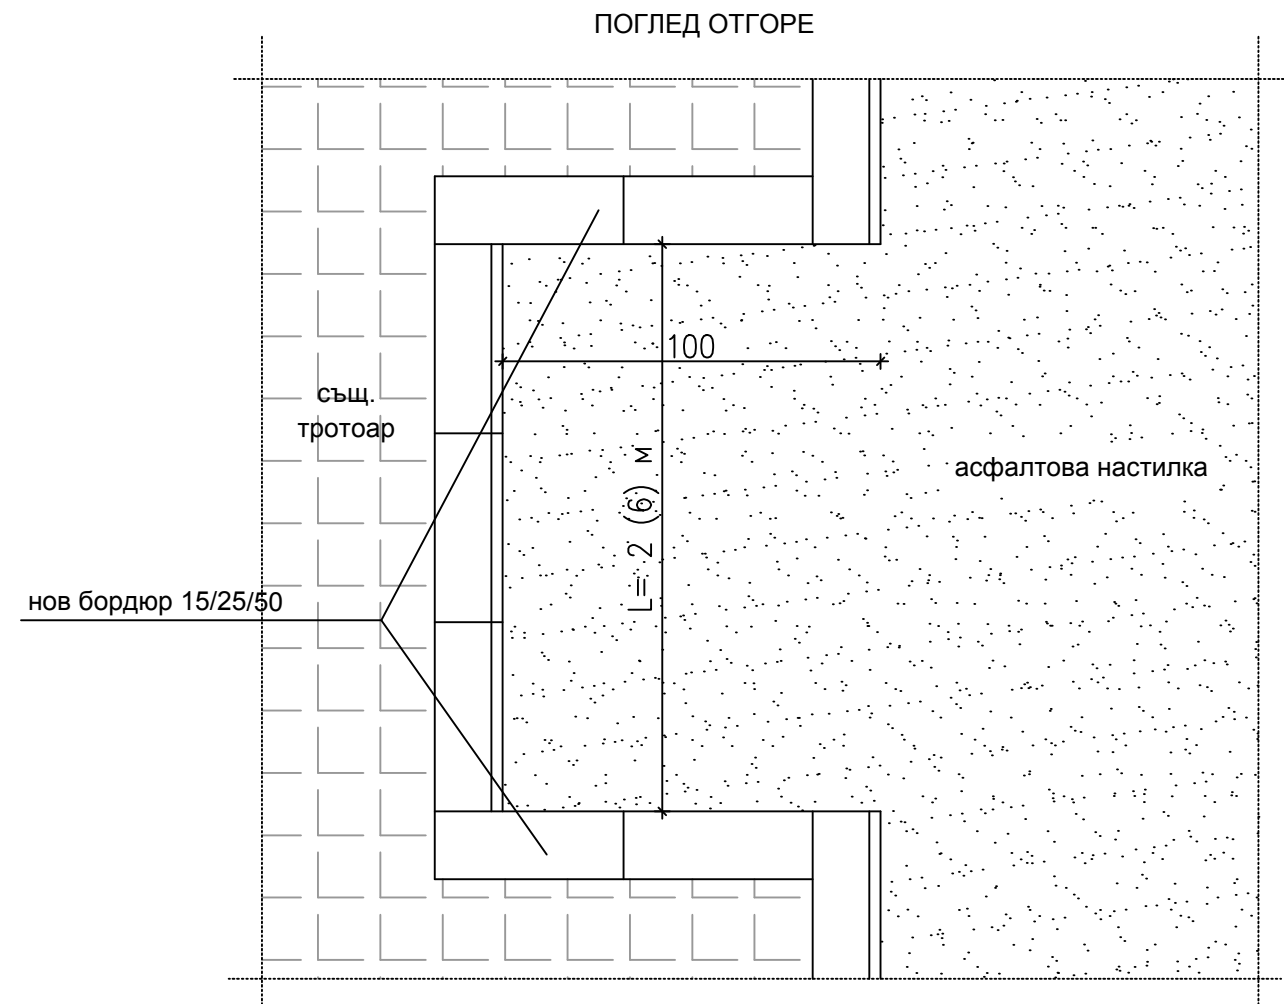 ПОГЛЕД ОТГОРЕ
100
същ.
тротоар
L= 2 (6) м
асфалтова настилка
нов бордюр 15/25/50